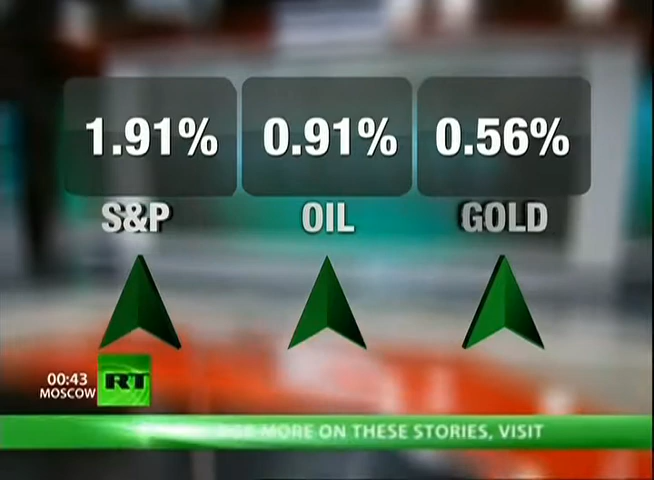 1.91% 0.91% 0.56%
S&P OIL GOLD
00:43
MOSCOW
RT
MORE ON THESE STORIES, VISIT